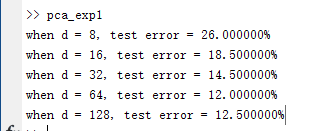 >> pca_exp1
when d = 8, test error = 26.000000%
when d = 16, test error = 18.500000%
when d = 32, test error = 14.500000%
when d = 64, test error = 12.000000%
when d = 128, test error = 12.500000%